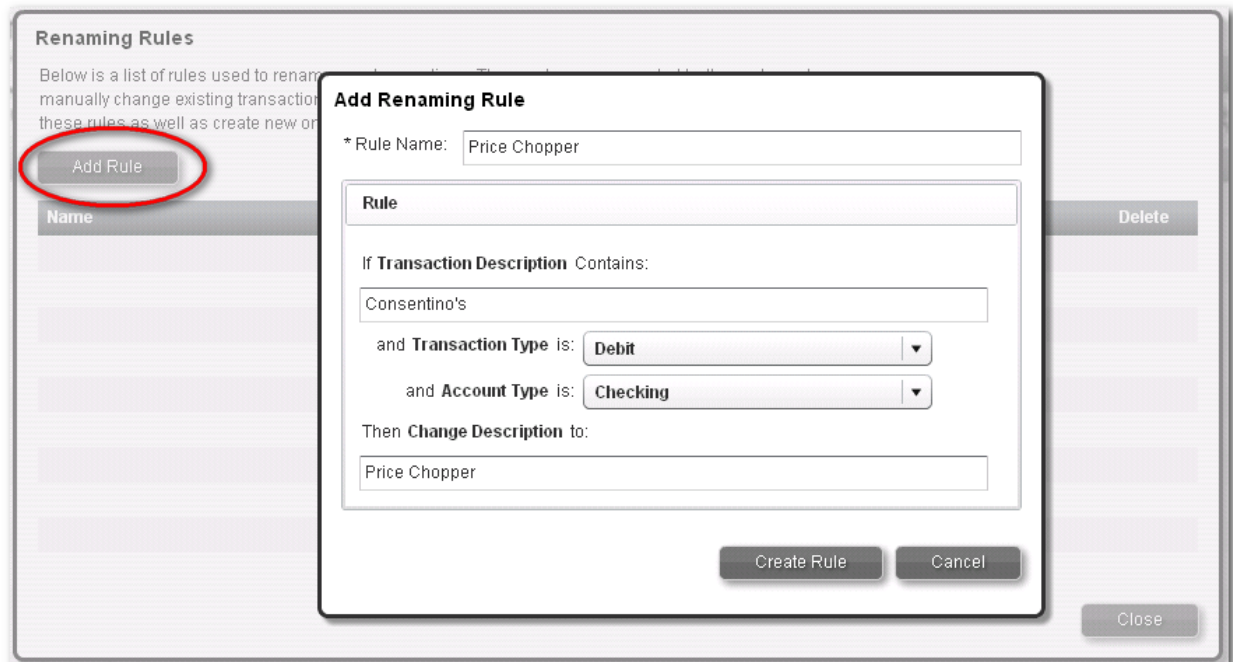 Renaming Rules
Below is a list of rules used to renam
manually change existing transaction
these rules as well as create new on
Add Rule
Name
Delete
Add Renaming Rule
* Rule Name: Price Chopper
Rule
If Transaction Description Contains:
Consentino's
and Transaction Type is: Debit
and Account Type is: Checking
Then Change Description to:
Price Chopper
Create Rule Cancel
Close